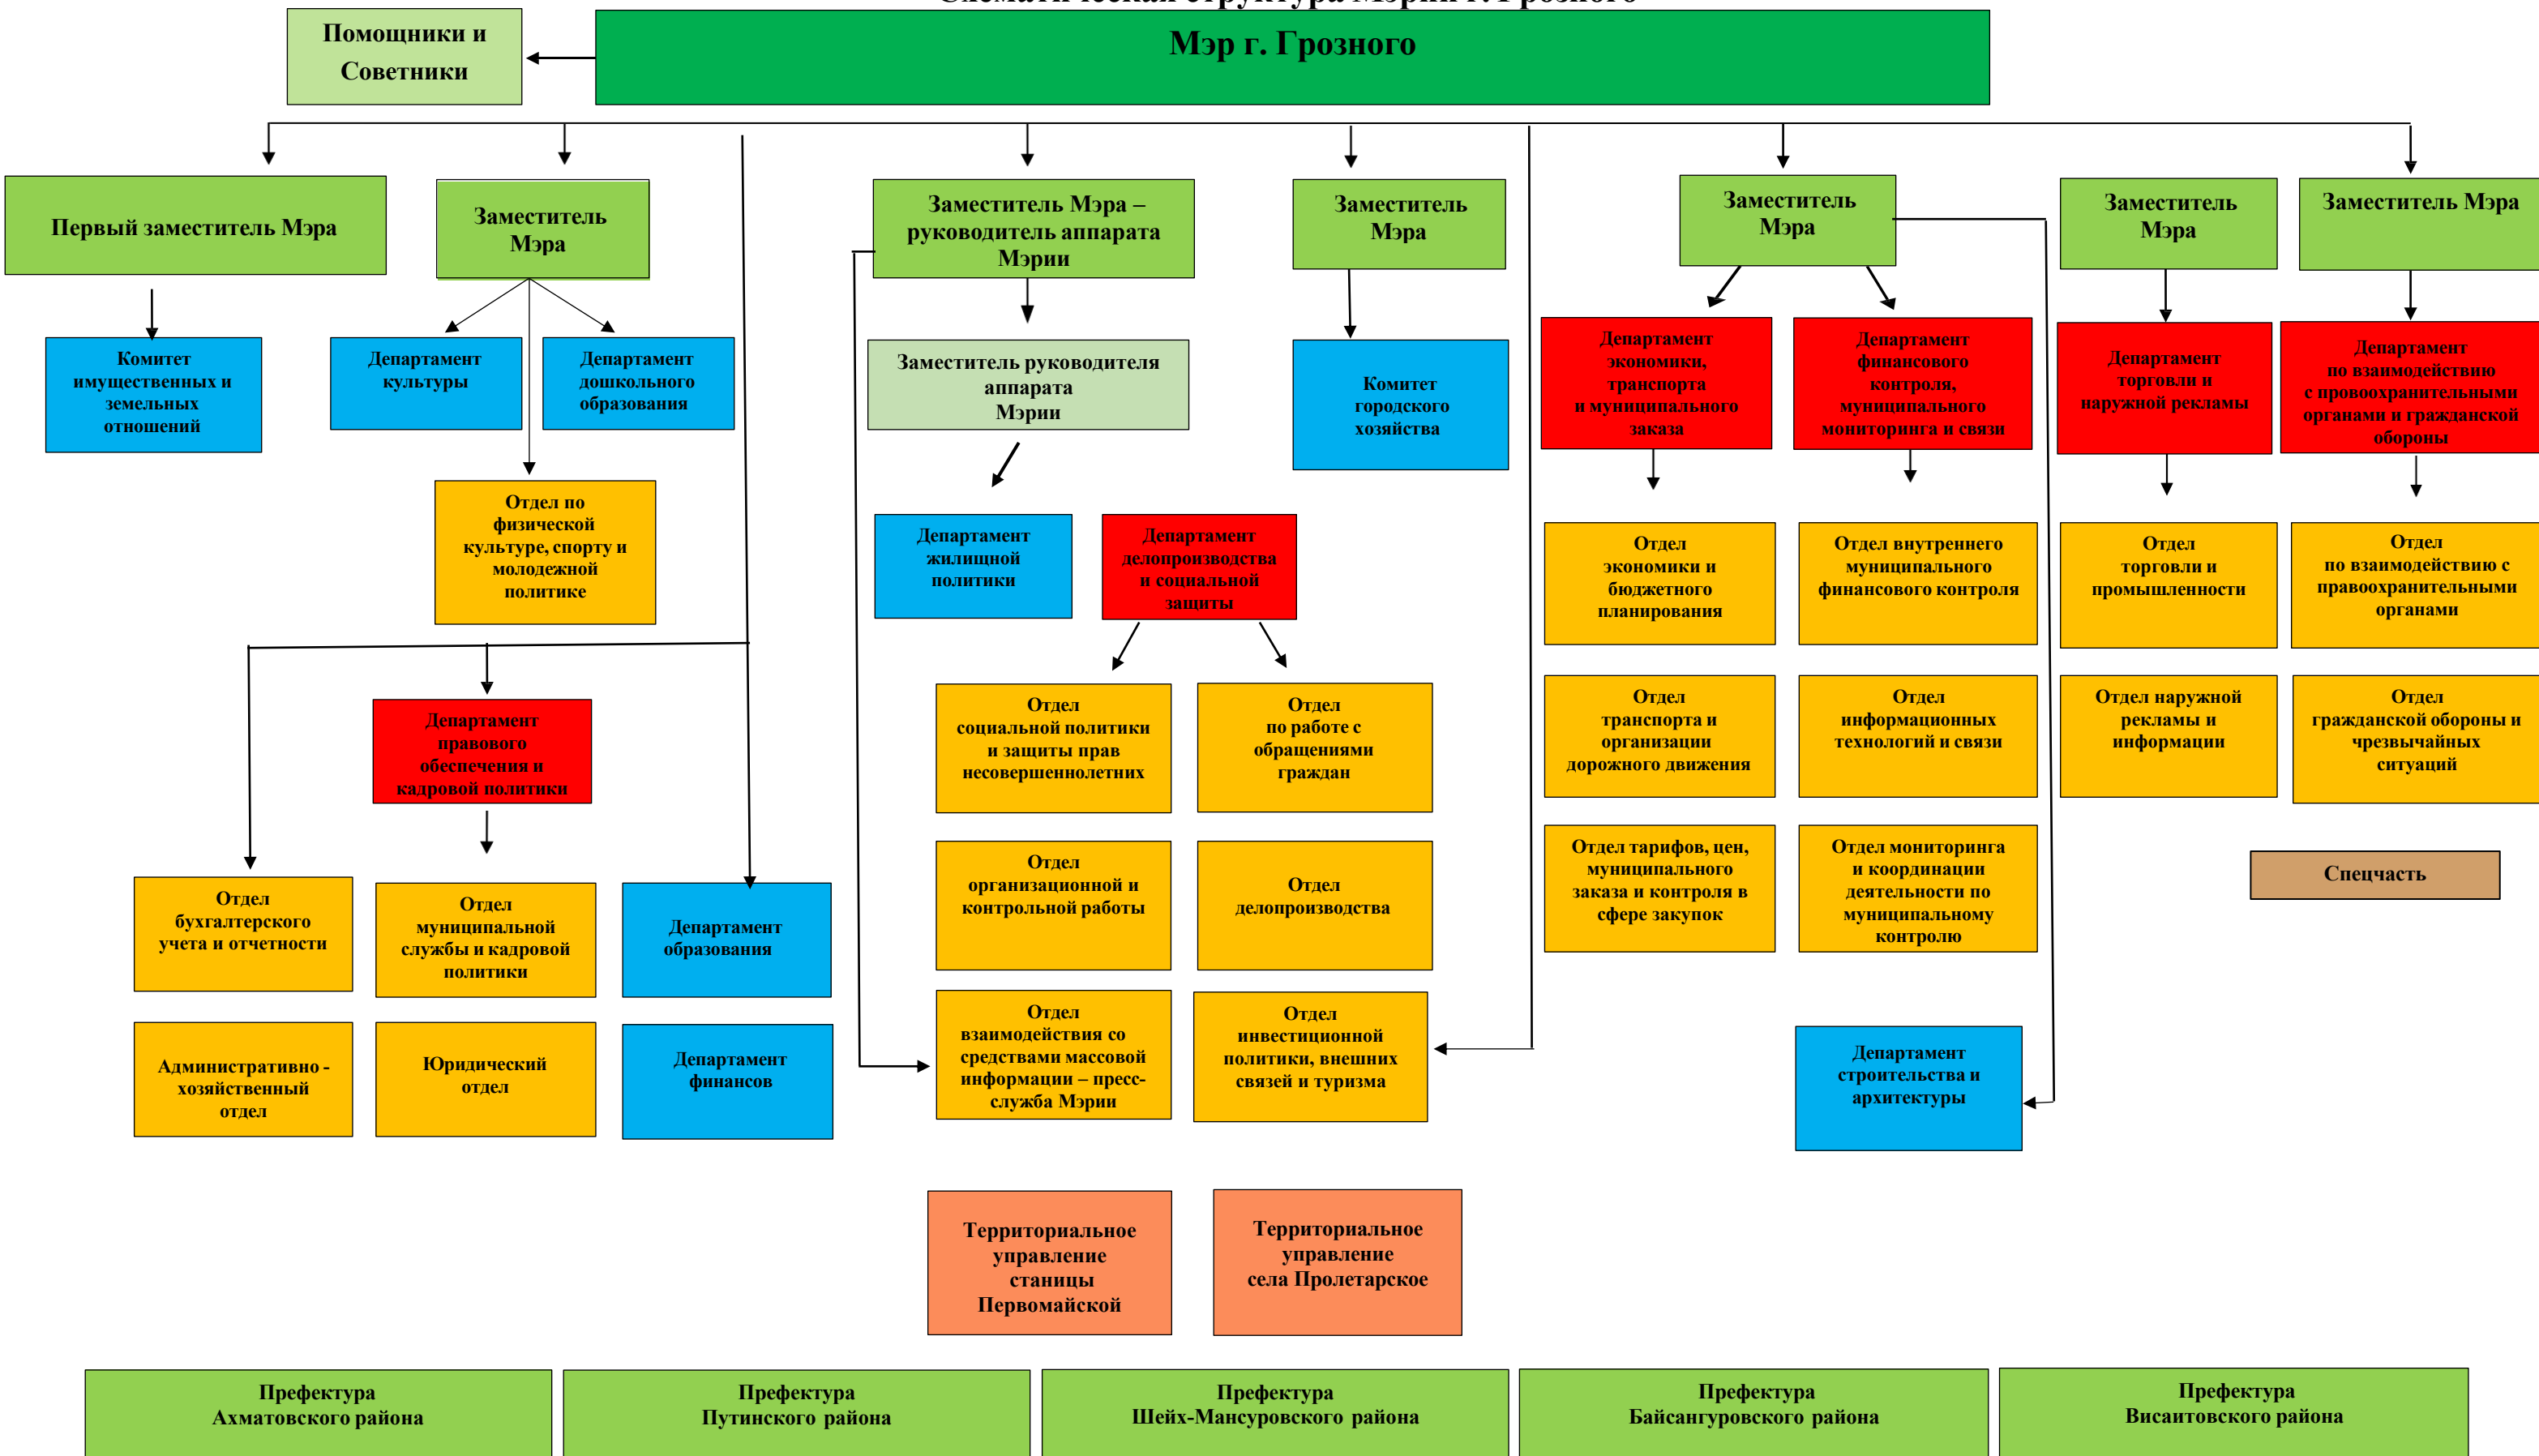 Схематическая структура Мэрии г. Грозного
Помощники и
Советники
Мэр г. Грозного
Первый заместитель Мэра
Заместитель
Мэра
Заместитель Мэра –
руководитель аппарата
Мэрии
Заместитель
Мэра
Заместитель
Мэра
Заместитель
Мэра
Заместитель Мэра
Комитет
имущественных и
земельных
отношений
Департамент
культуры
Департамент
дошкольного
образования
Заместитель руководителя
аппарата
Мэрии
Комитет
городского
хозяйства
Департамент
экономики,
транспорта
и муниципального
заказа
Департамент
финансового
контроля,
муниципального
мониторинга и связи
Департамент
торговли и
наружной рекламы
Департамент
по взаимодействию
с провоохранительными
органами и гражданской
обороны
Отдел по
физической
культуре, спорту и
молодежной
политике
Департамент
жилищной
политики
Департамент
делопроизводства
и социальной
защиты
Отдел
экономики и
бюджетного
планирования
Отдел внутреннего
муниципального
финансового контроля
Отдел
торговли и
промышленности
Отдел
по взаимодействию с
правоохранительными
органами
Департамент
правового
обеспечения и
кадровой политики
Отдел
социальной политики
и защиты прав
несовершеннолетних
Отдел
по работе с
обращениями
граждан
Отдел
транспорта и
организации
дорожного движения
Отдел
информационных
технологий и связи
Отдел наружной
рекламы и
информации
Отдел
гражданской обороны и
чрезвычайных
ситуаций
Отдел
бухгалтерского
учета и отчетности
Отдел
муниципальной
службы и кадровой
политики
Департамент
образования
Отдел
организационной и
контрольной работы
Отдел
делопроизводства
Отдел тарифов, цен,
муниципального
заказа и контроля в
сфере закупок
Отдел мониторинга
и координации
деятельности по
муниципальному
контролю
Спецчасть
Административно -
хозяйственный
отдел
Юридический
отдел
Департамент
финансов
Отдел
взаимодействия со
средствами массовой
информации – пресс-
служба Мэрии
Отдел
инвестиционной
политики, внешних
связей и туризма
Департамент
строительства и
архитектуры
Территориальное
управление
станицы
Первомайской
Территориальное
управление
села Пролетарское
Префектура
Ахматовского района
Префектура
Путинского района
Префектура
Шейх-Мансуровского района
Префектура
Байсангуровского района
Префектура
Висаитовского района